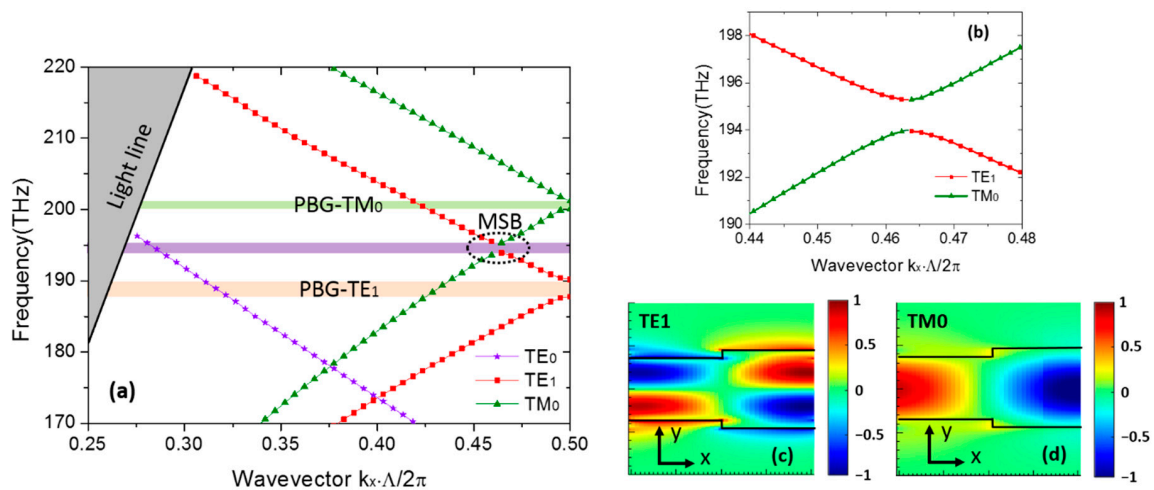 220
210
200
190
180
170
Frequency(THz)
Light line
PBG-TM0
MSB
PBG-TE1
(a)
TE0
TE1
TM0
0.25
0.30
0.35
0.40
0.45
0.50
Wavevector kx·Λ/2π
198
196
194
192
190
Frequency(THz)
(b)
TE1
TM0
0.44
0.45
0.46
0.47
0.48
Wavevector kx·Λ/2π
TE1
y
x
(c)
1
0.5
0
−0.5
−1
TM0
y
x
(d)
1
0.5
0
−0.5
−1